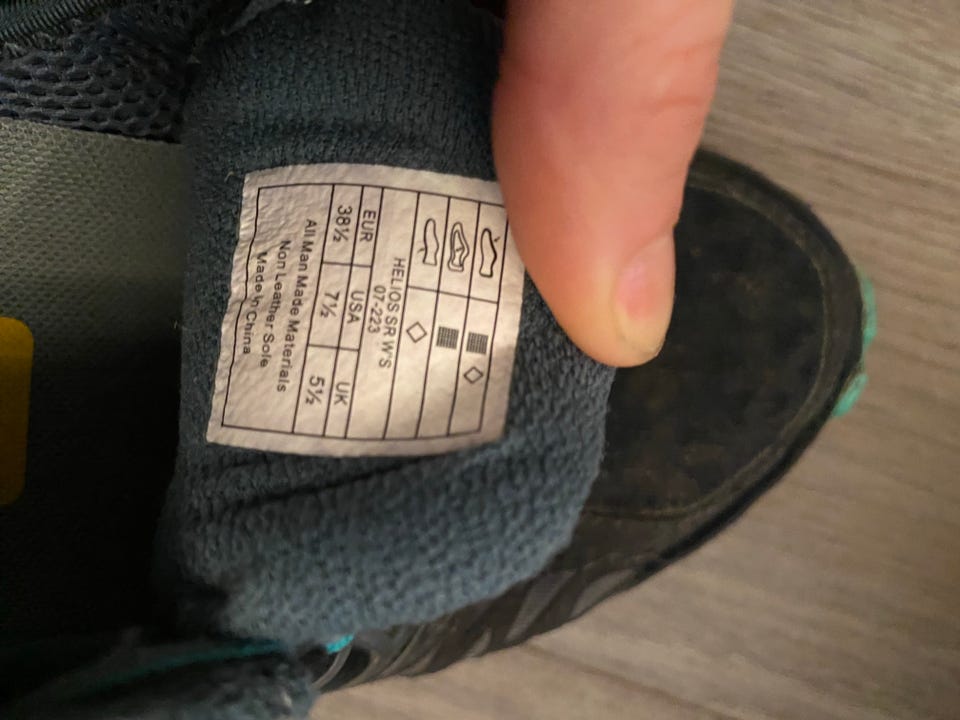 HELIOS SR W'S
07-223
EUR USA UK
38½ 7½ 5½
All Man Made Materials
Non Leather Sole
Made in China